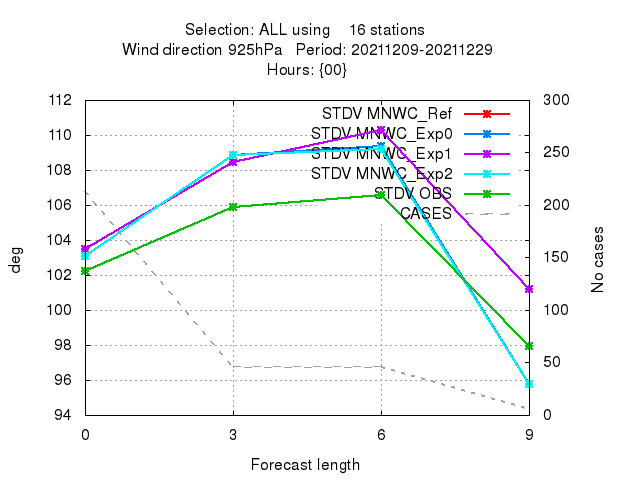 Selection: ALL using 16 stations
Wind direction 925hPa Period: 20211209-20211229
Hours: {00}
112
110
108
106
104
102
100
98
96
94
300
250
200
150
100
50
0
STDV MNWC_Ref
STDV MNWC_Exp0
STDV MNWC_Exp1
STDV MNWC_Exp2
STDV OBS
CASES
deg
No cases
0 3 6 9
Forecast length